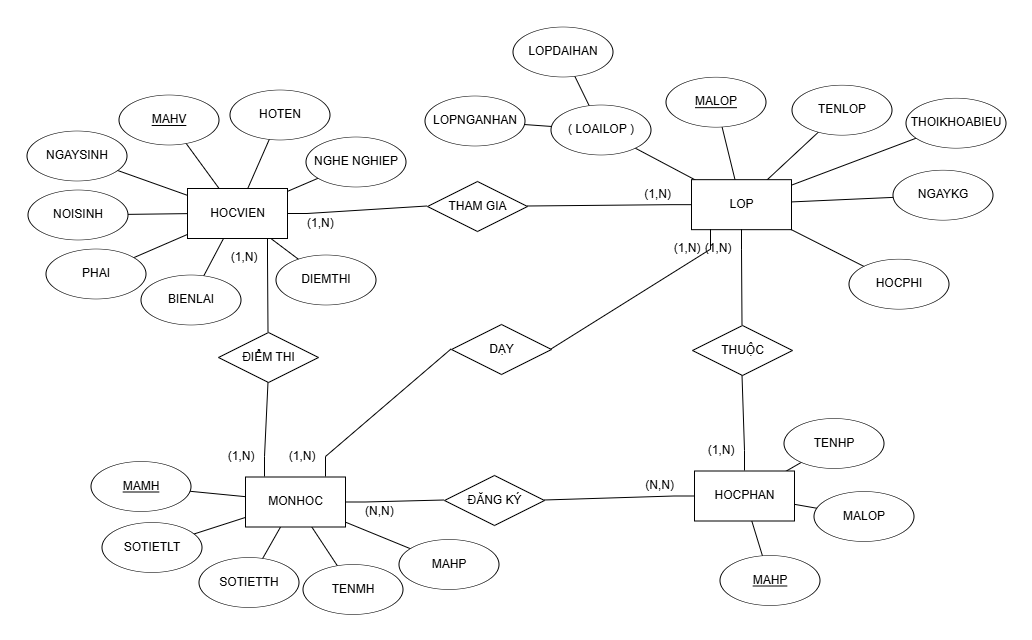 LOPDAIHAN
MALOP
TENLOP
LOPNGANHAN
( LOAILOP )
THOIKHOABIEU
MAHV
HOTEN
NGAYSINH
NGHE NGHIEP
NOISINH
HOCVIEN
(1,N)
THAM GIA
(1,N)
LOP
NGAYKG
PHAI
(1,N)
BIENLAI
DIEMTHI
(1,N)
(1,N)
HOCPHI
ĐIỂM THI
DẠY
THUỘC
(1,N)
(1,N)
(1,N)
TENHP
MAMH
MONHOC
(N,N)
ĐĂNG KÝ
(N,N)
HOCPHAN
MALOP
SOTIETLT
SOTIETTH
TENMH
MAHP
MAHP